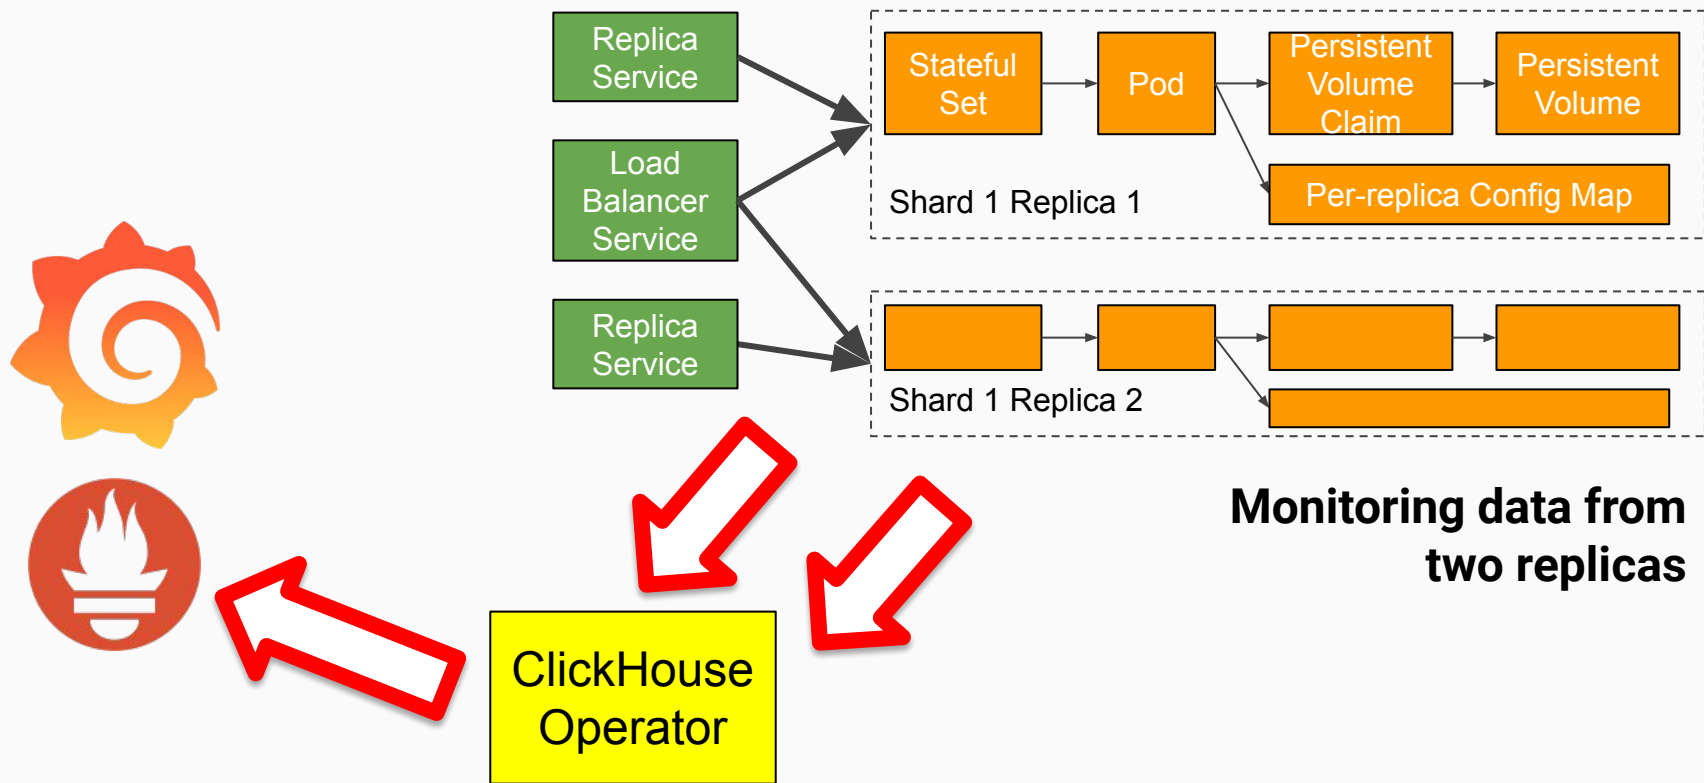 Replica
Service
Load
Balancer
Service
Replica
Service
Stateful
Set
Pod
Persistent
Volume
Claim
Persistent
Volume
Per-replica Config Map
Shard 1 Replica 1
Shard 1 Replica 2
Monitoring data from
two replicas
ClickHouse
Operator